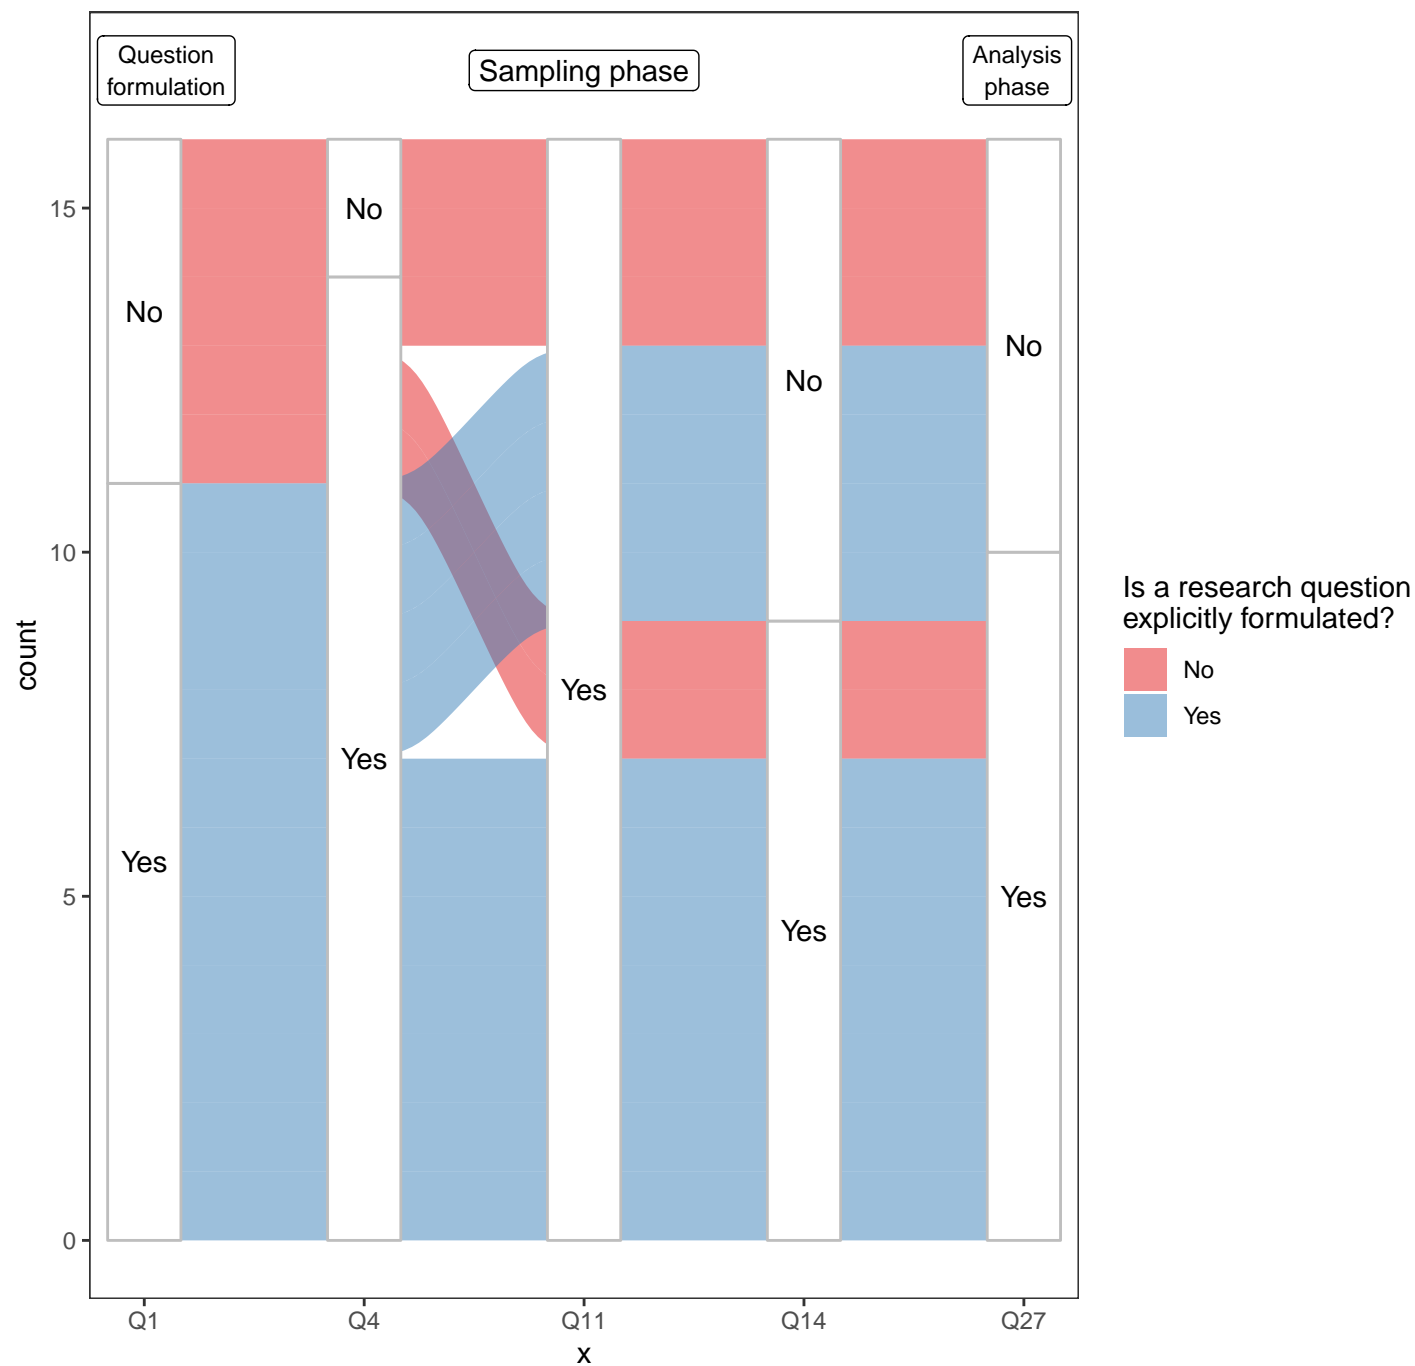 Question
formulation
Sampling phase
Analysis
phase
15
10
5
0
count
No
Yes
No
Yes
Yes
No
Yes
No
Yes
Q1
Q4
Q11
Q14
Q27
x
Is a research question
explicitly formulated?
No
Yes